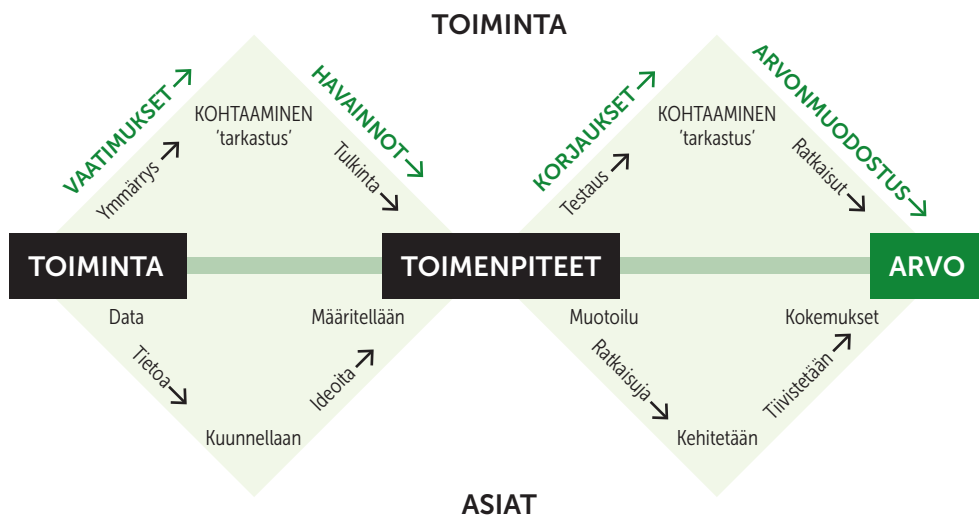 TOIMINTA
VAATIMUKSET
Ymmärrys
KOHTAAMINEN
'tarkastus'
HAVAINNOT
Tulkinta
KORJAUKSET
Testaus
KOHTAAMINEN
'tarkastus'
ARVONMUODOSTUS
Ratkaisut
TOIMINTA
TOIMENPITEET
ARVO
Data
Määritellään
Muotoilu
Kokemukset
Tietoa
Ideoita
Ratkaisuja
Tiivistetään
Kuunnellaan
Kehitetään
ASIAT